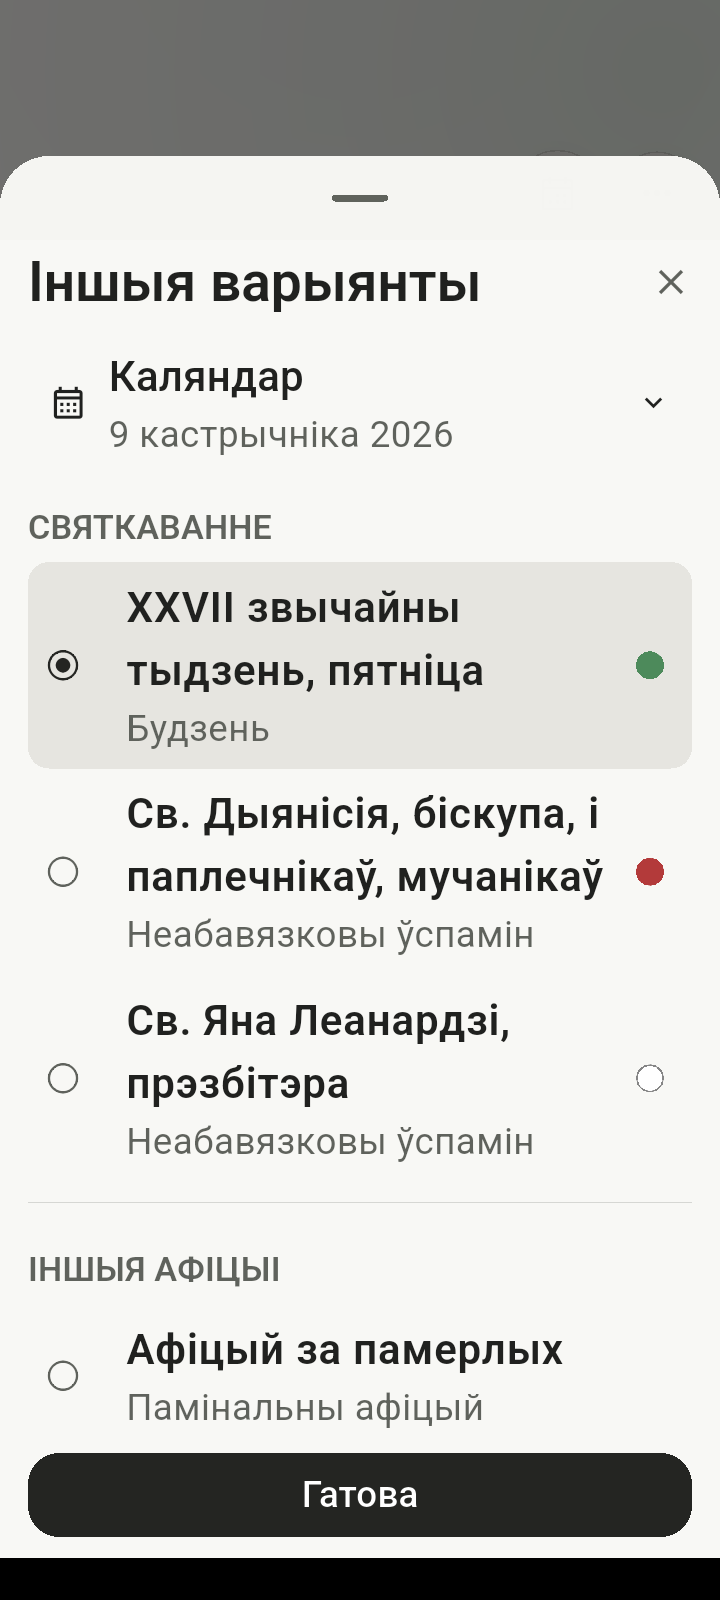 Іншыя варыянты
Каляндар
9 кастрычніка 2026
СВЯТКАВАННЕ
XXVII звычайны
тыдзень, пятніца
Будзень
Св. Дыянісія, біскупа, і
паплечнікаў, мучанікаў
Неабавязковы ўспамін
Св. Яна Леанардзі,
прэзбітэра
Неабавязковы ўспамін
ІНШЫЯ АФІЦЫІ
Афіцый за памерлых
Памінальны афіцый
Гатова